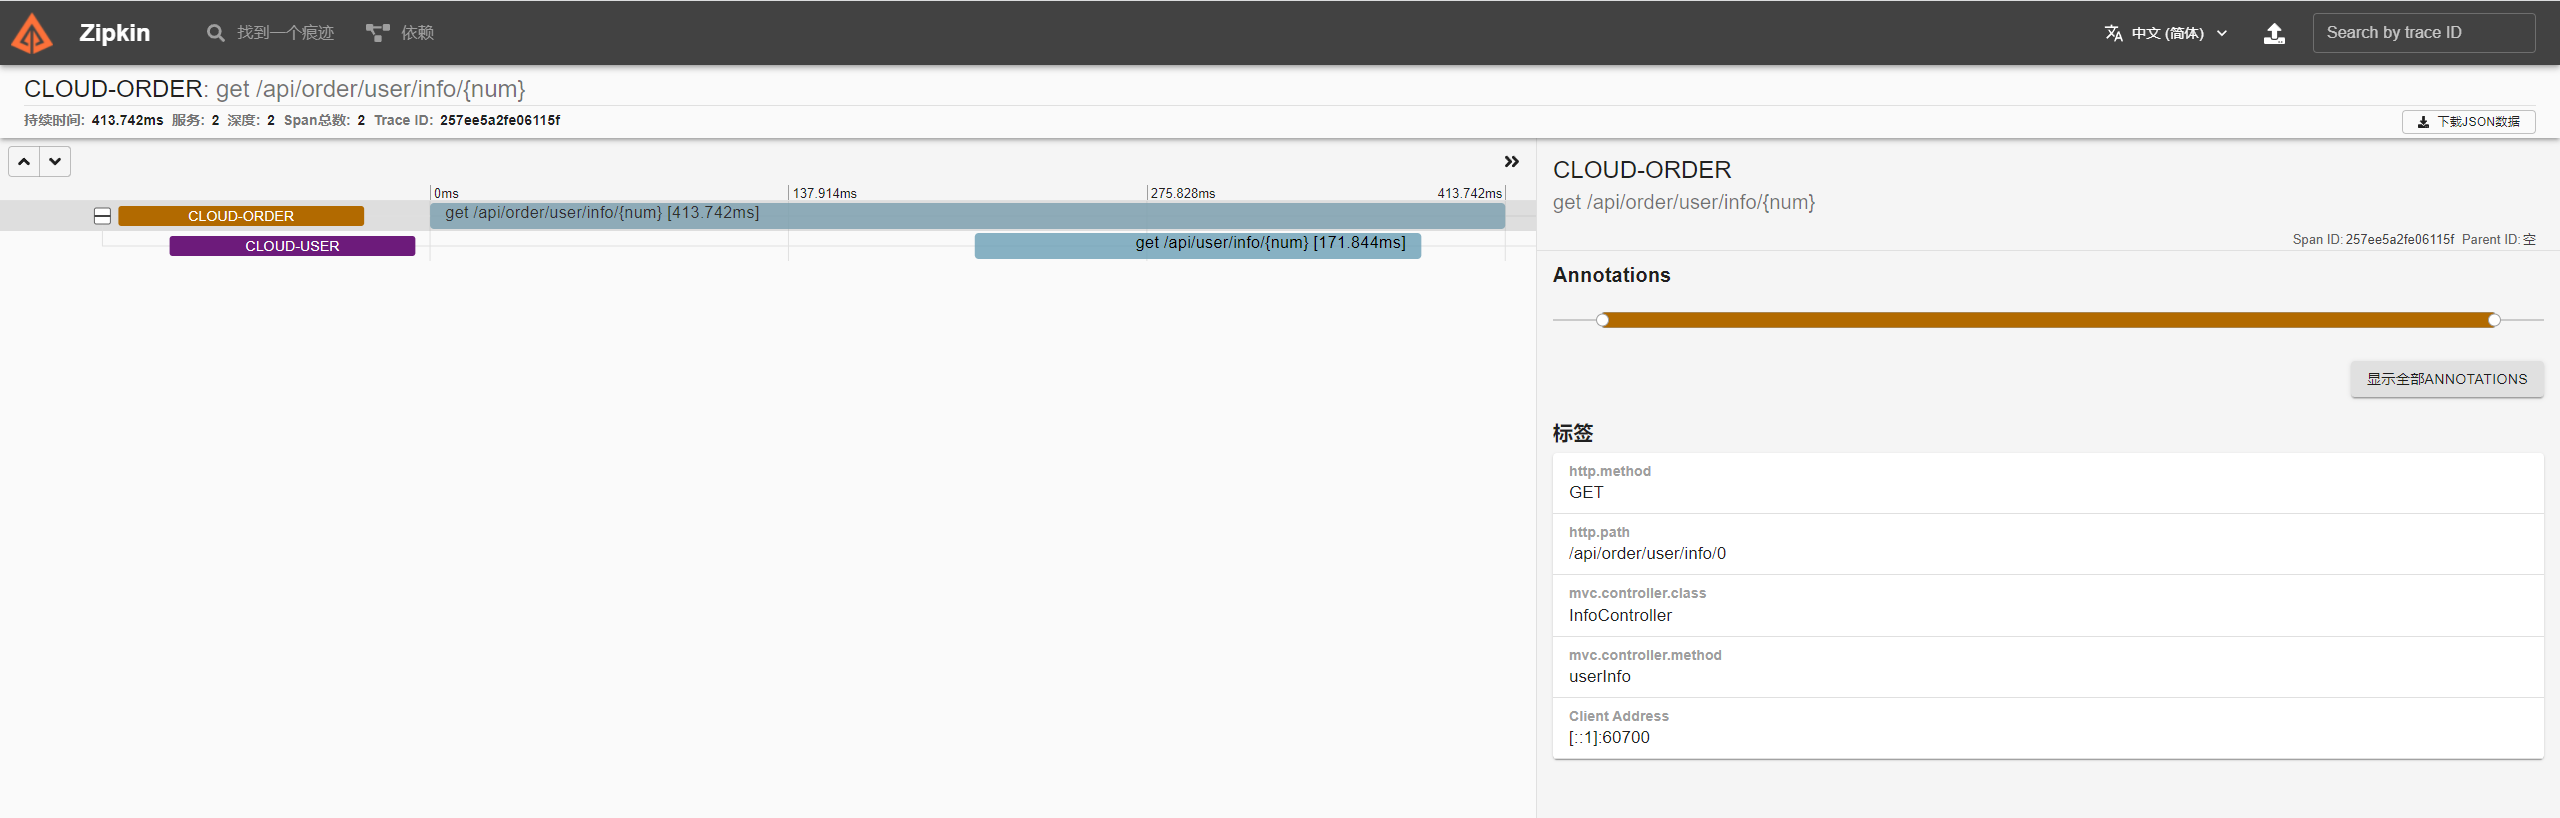 Zipkin 找到一个痕迹 依赖 中文 (简体) Search by trace ID
CLOUD-ORDER: get /api/order/user/info/{num}
持续时间: 413.742ms 服务: 2 深度: 2 Span总数: 2 Trace ID: 257ee5a2fe06115f 下载JSON数据
0ms 137.914ms 275.828ms 413.742ms
CLOUD-ORDER get /api/order/user/info/{num} [413.742ms]
CLOUD-USER get /api/user/info/{num} [171.844ms]
CLOUD-ORDER
get /api/order/user/info/{num}
Span ID: 257ee5a2fe06115f Parent ID: 空
Annotations
显示全部ANNOTATIONS
标签
http.method
GET
http.path
/api/order/user/info/0
mvc.controller.class
InfoController
mvc.controller.method
userInfo
Client Address
[::1]:60700